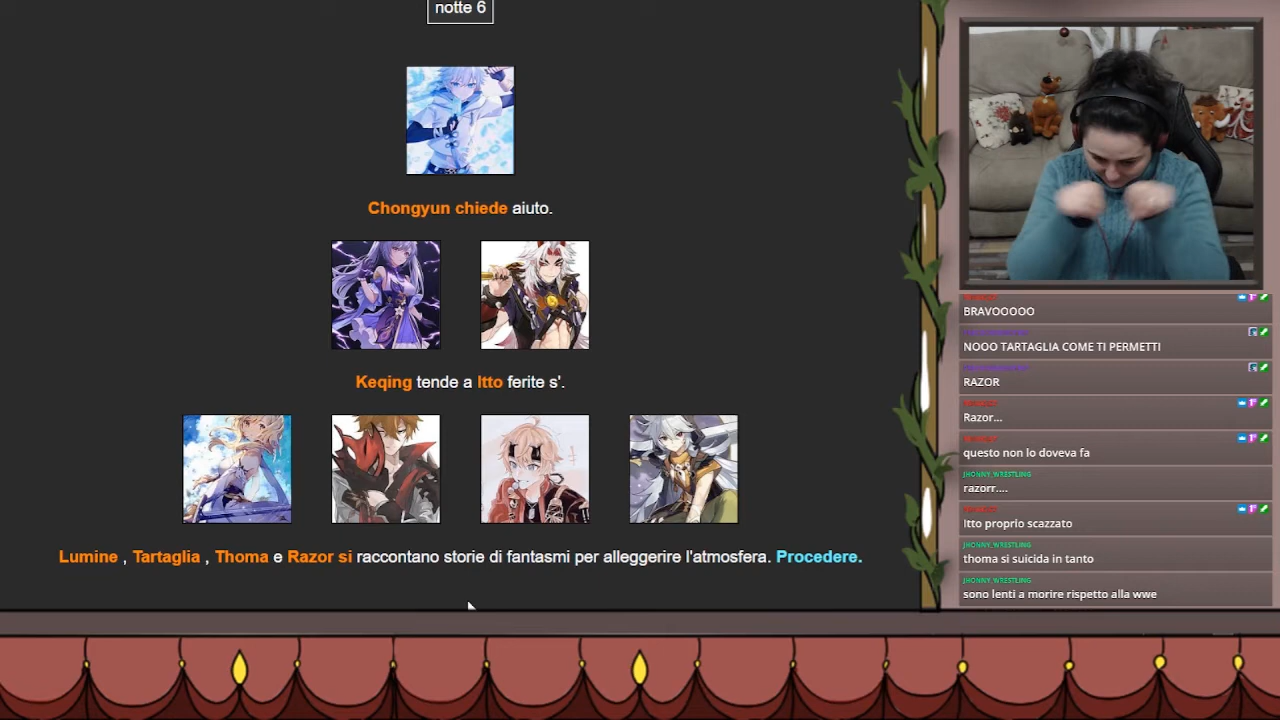 notte 6
Chongyun chiede aiuto.
Keqing tende a Itto ferite s'.
Lumine , Tartaglia , Thoma e Razor si raccontano storie di fantasmi per alleggerire l'atmosfera. Procedere.
BRAVOOOOO
NOOO TARTAGLIA COME TI PERMETTI
RAZOR
Razor...
questo non lo doveva fa
JHONNY_WRESTLING
razorr....
Itto proprio scazzato
JHONNY_WRESTLING
thoma si suicida in tanto
JHONNY_WRESTLING
sono lenti a morire rispetto alla wwe